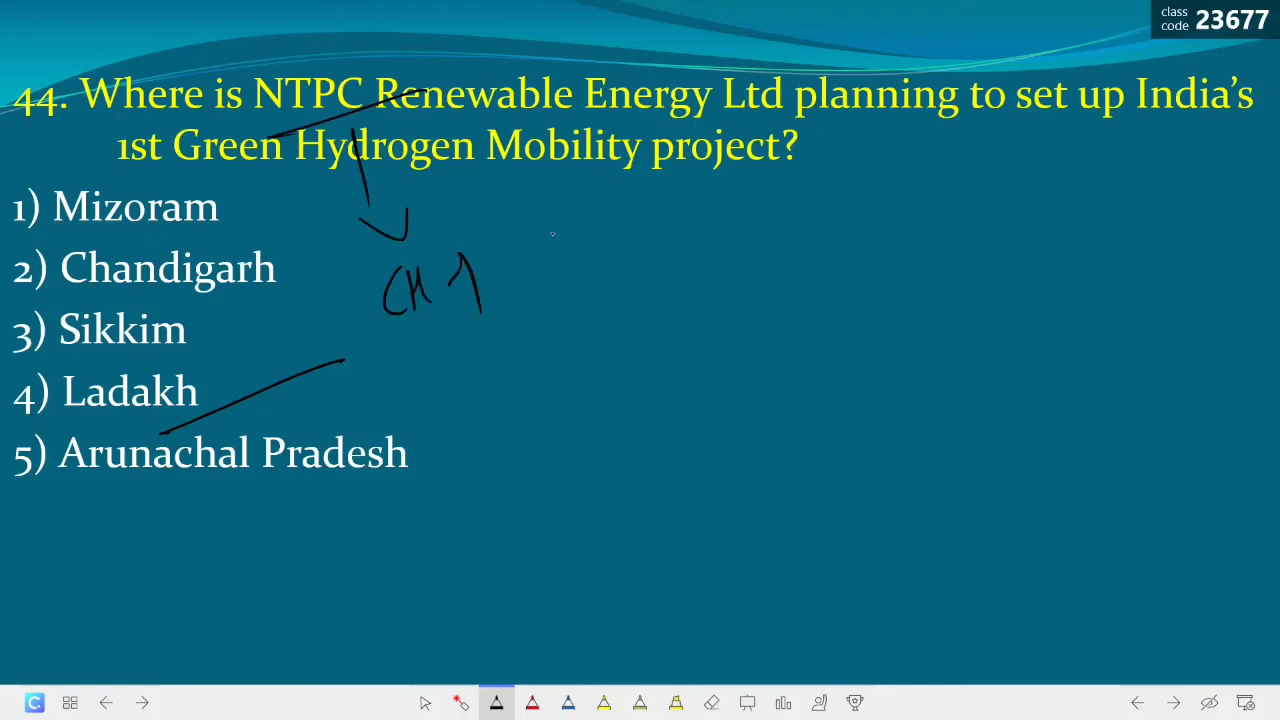 class
code 23677
44. Where is NTPC Renewable Energy Ltd planning to set up India's
1st Green Hydrogen Mobility project?
1) Mizoram
2) Chandigarh
3) Sikkim
4) Ladakh
5) Arunachal Pradesh